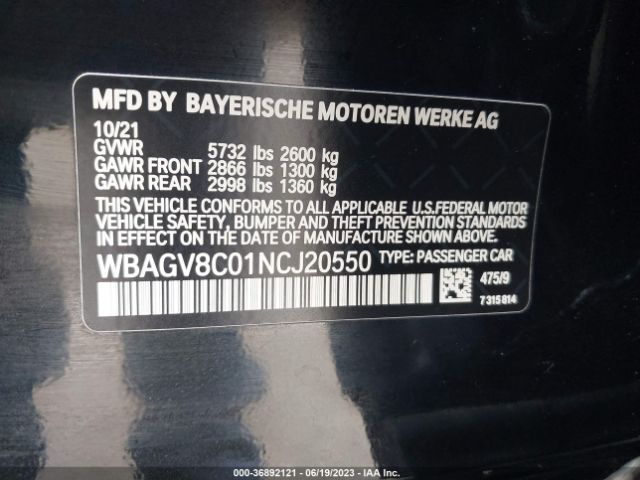 MFD BY BAYERISCHE MOTOREN WERKE AG
10/21
GVWR 5732 lbs 2600 kg
GAWR FRONT 2866 lbs 1300 kg
GAWR REAR 2998 lbs 1360 kg
THIS VEHICLE CONFORMS TO ALL APPLICABLE U.S.FEDERAL MOTOR
VEHICLE SAFETY, BUMPER AND THEFT PREVENTION STANDARDS
IN EFFECT ON THE DATE OF MANUFACTURE SHOWN ABOVE.
WBAGV8C01NCJ20550 TYPE: PASSENGER CAR
475/9
7315814
000-36892121 - 06/19/2023 - IAA Inc.